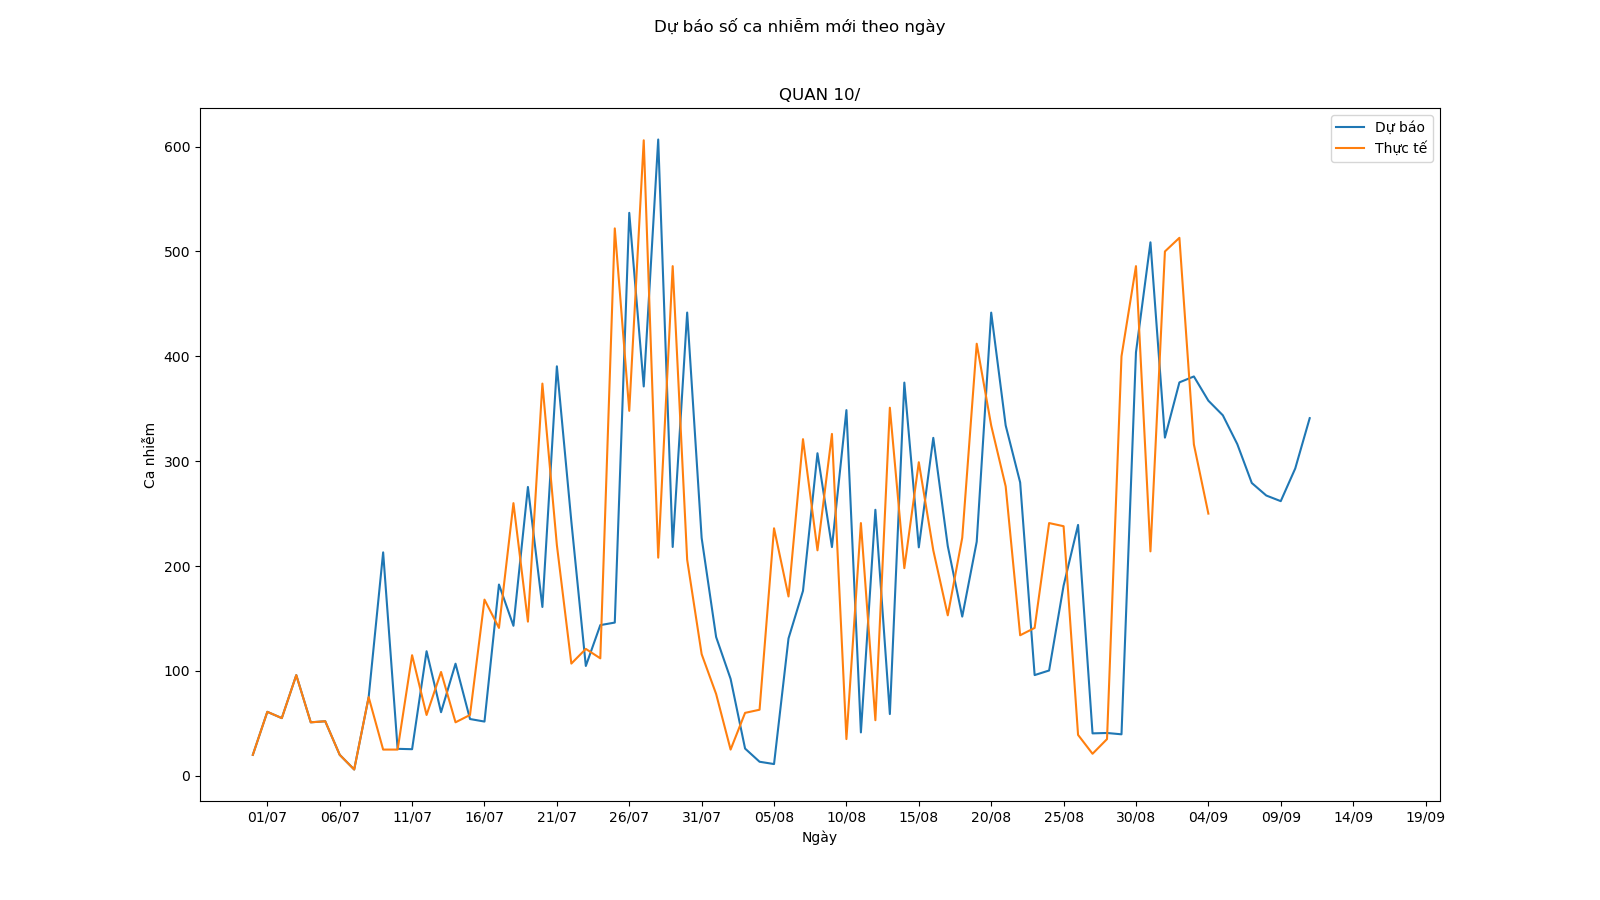 Dự báo số ca nhiễm mới theo ngày
QUAN 10/
Dự báo
Thực tế
600
500
400
300
200
100
0
Ca nhiễm
01/07 06/07 11/07 16/07 21/07 26/07 31/07 05/08 10/08 15/08 20/08 25/08 30/08 04/09 09/09 14/09 19/09
Ngày